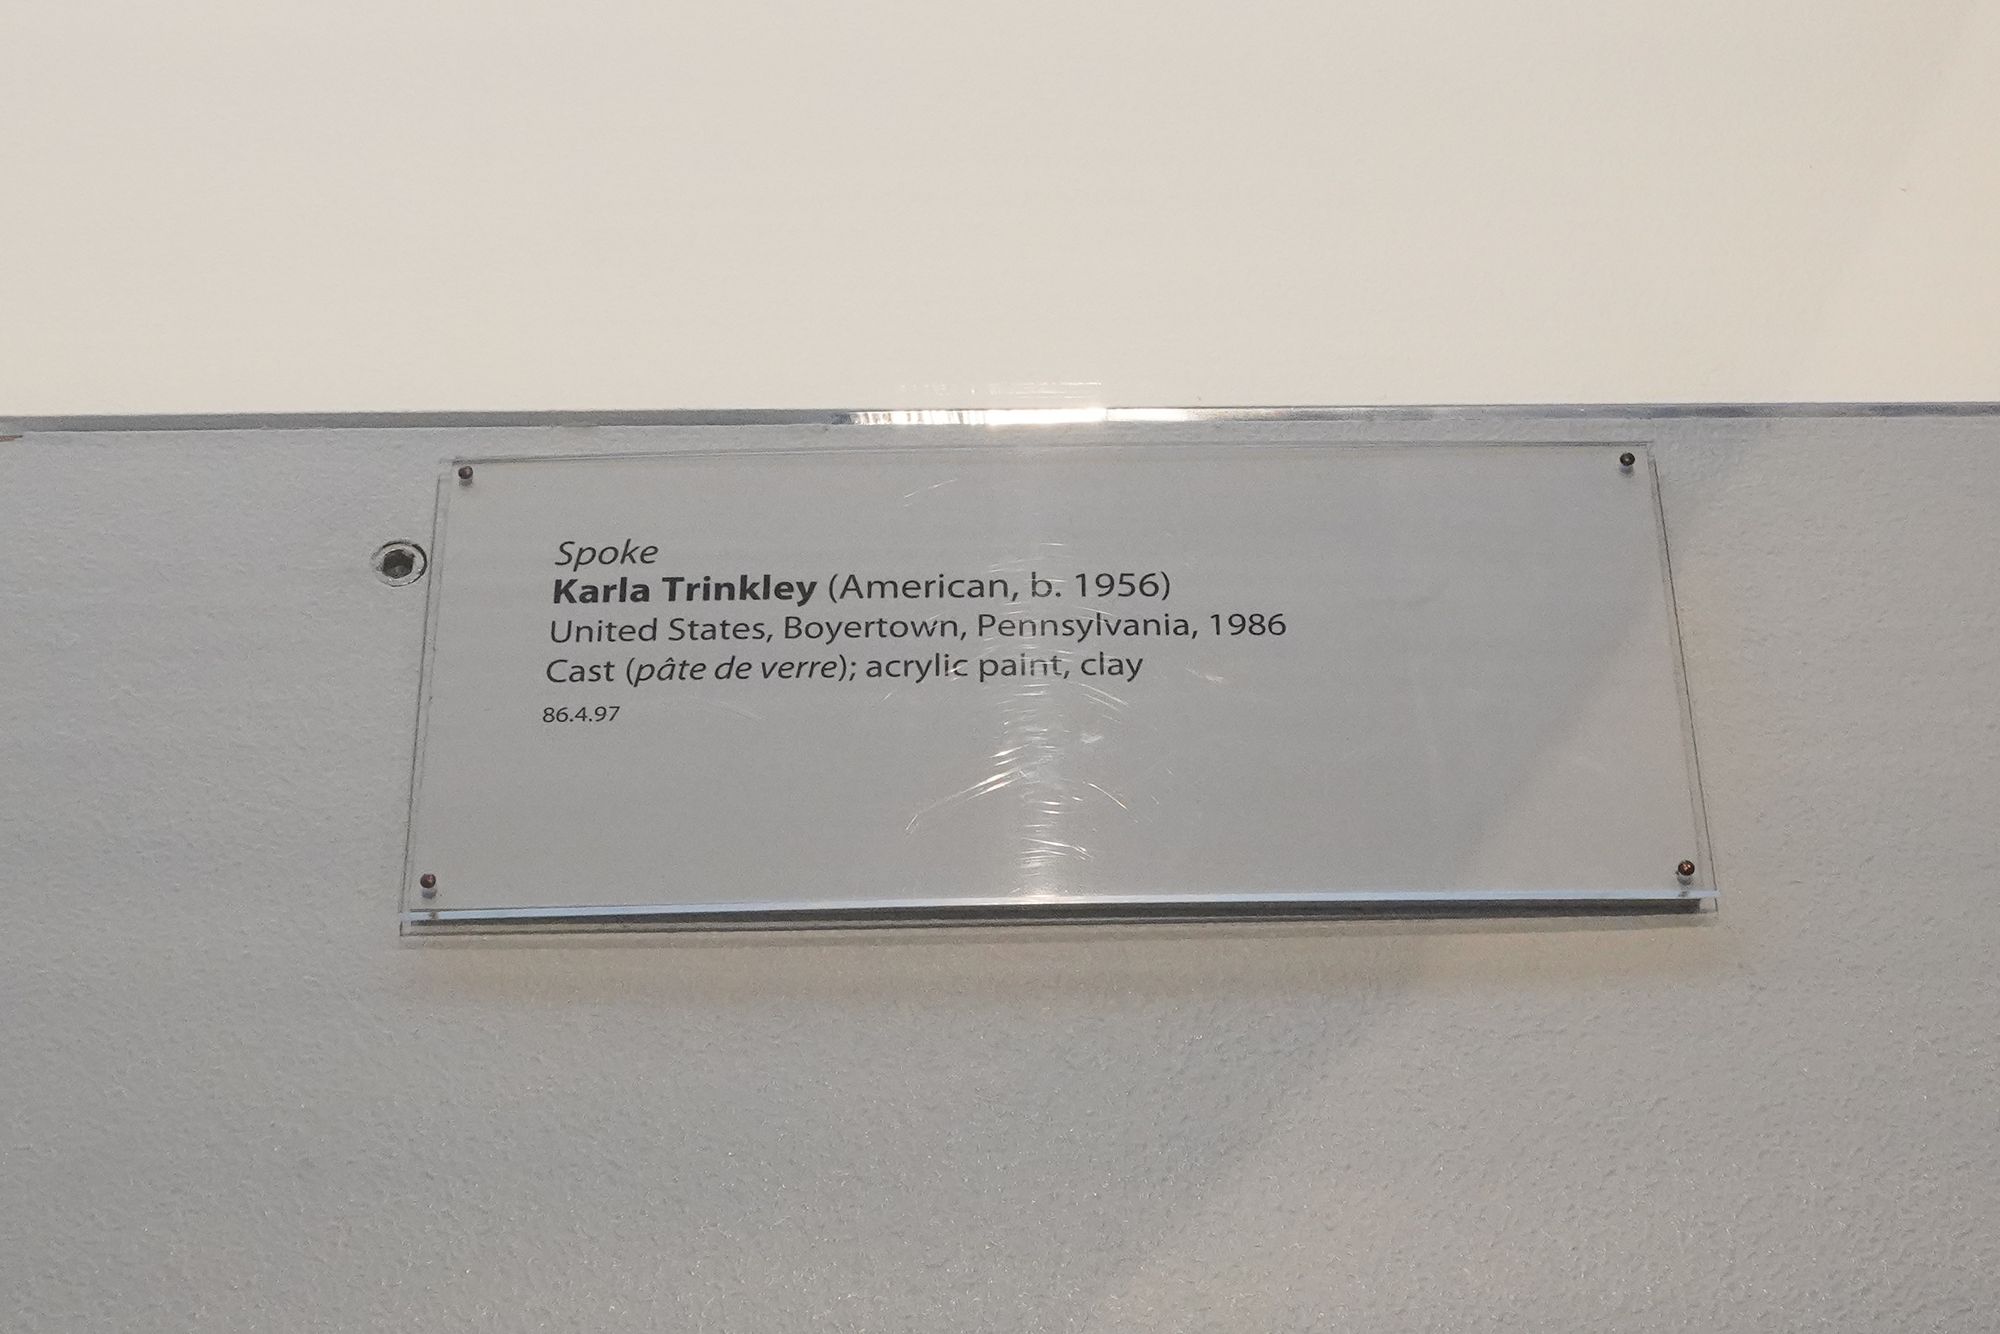 Spoke
Karla Trinkley (American, b. 1956)
United States, Boyertown, Pennsylvania, 1986
Cast (pâte de verre); acrylic paint, clay
86.4.97